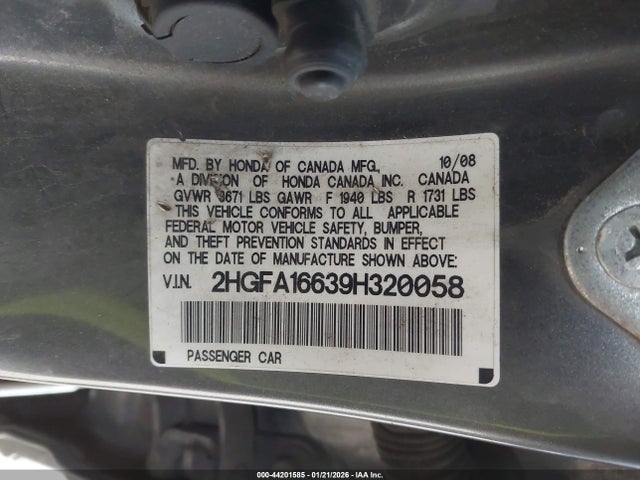 MFD. BY HONDA OF CANADA MFG., 10/08
A DIVISION OF HONDA CANADA INC. CANADA
GVWR 3671 LBS GAWR F 1940 LBS R 1731 LBS
THIS VEHICLE CONFORMS TO ALL APPLICABLE
FEDERAL MOTOR VEHICLE SAFETY, BUMPER,
AND THEFT PREVENTION STANDARDS IN EFFECT
ON THE DATE OF MANUFACTURE SHOWN ABOVE:
V.I.N. 2HGFA16639H320058
PASSENGER CAR
000-44201585 - 01/21/2026 - IAA Inc.